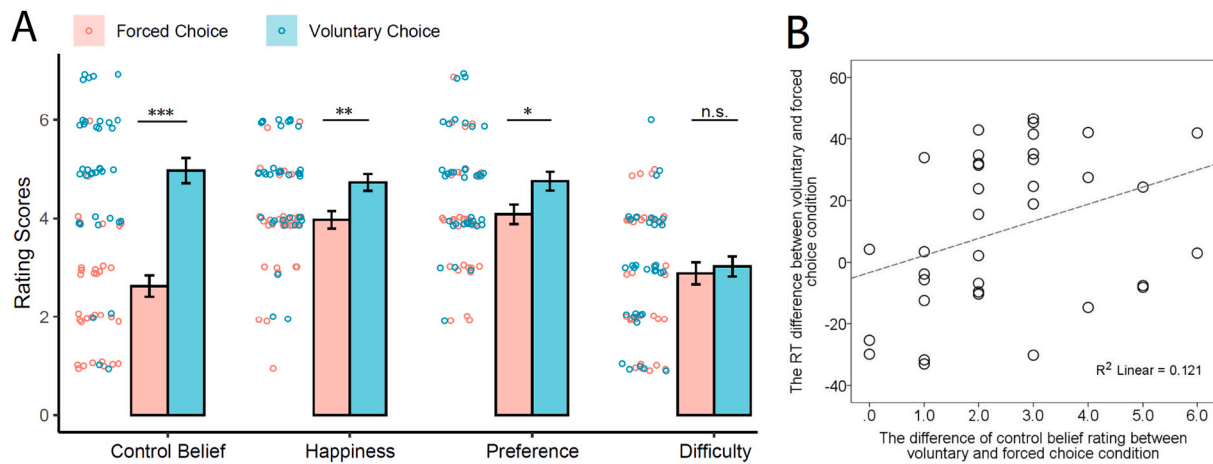 A
Forced Choice
Voluntary Choice
Rating Scores
6
4
2
0
***
**
*
n.s.
Control Belief
Happiness
Preference
Difficulty
B
The RT difference between voluntary and forced
choice condition
60
40
20
0
-20
-40
R² Linear = 0.121
.0
1.0
2.0
3.0
4.0
5.0
6.0
The difference of control belief rating between
voluntary and forced choice condition